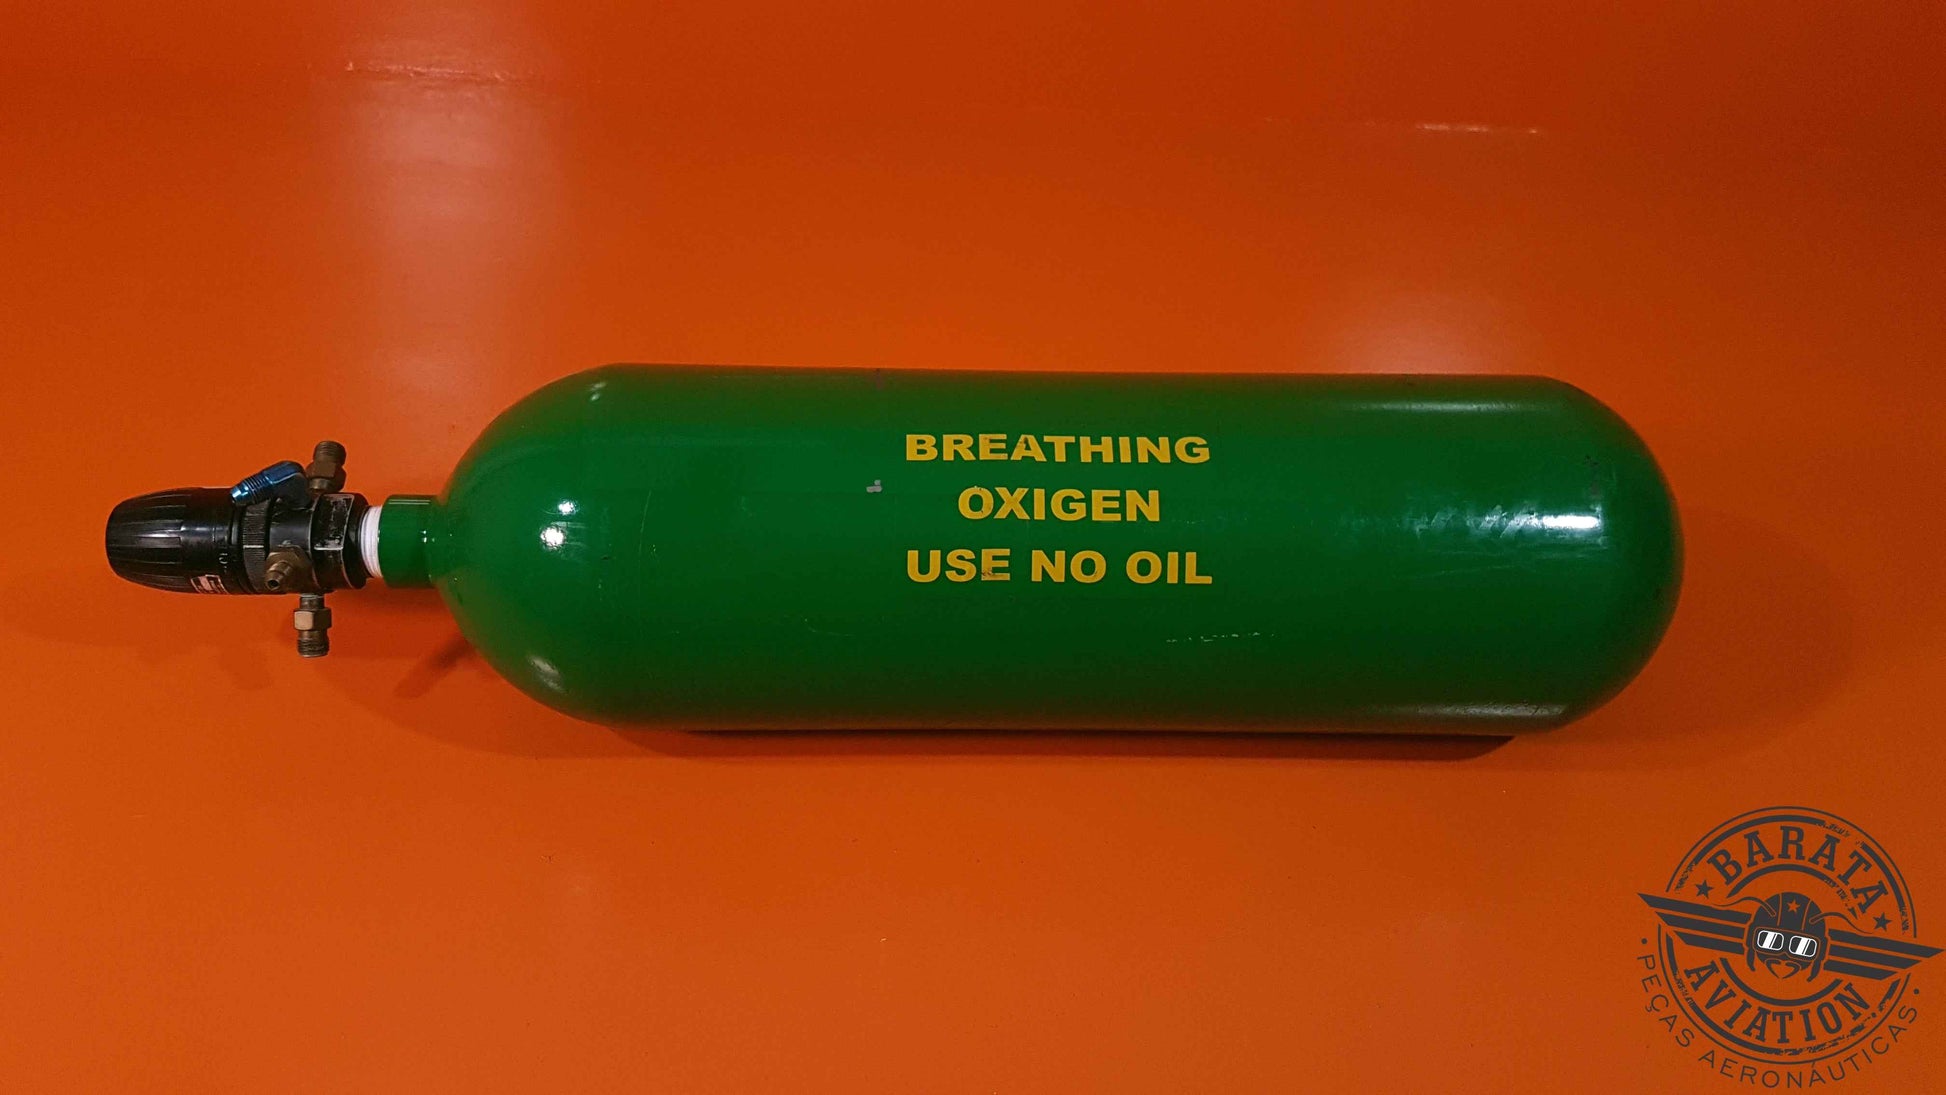 BREATHING
OXIGEN
USE NO OIL
BARATA
AVIATION
PEÇAS AERONÁUTICAS